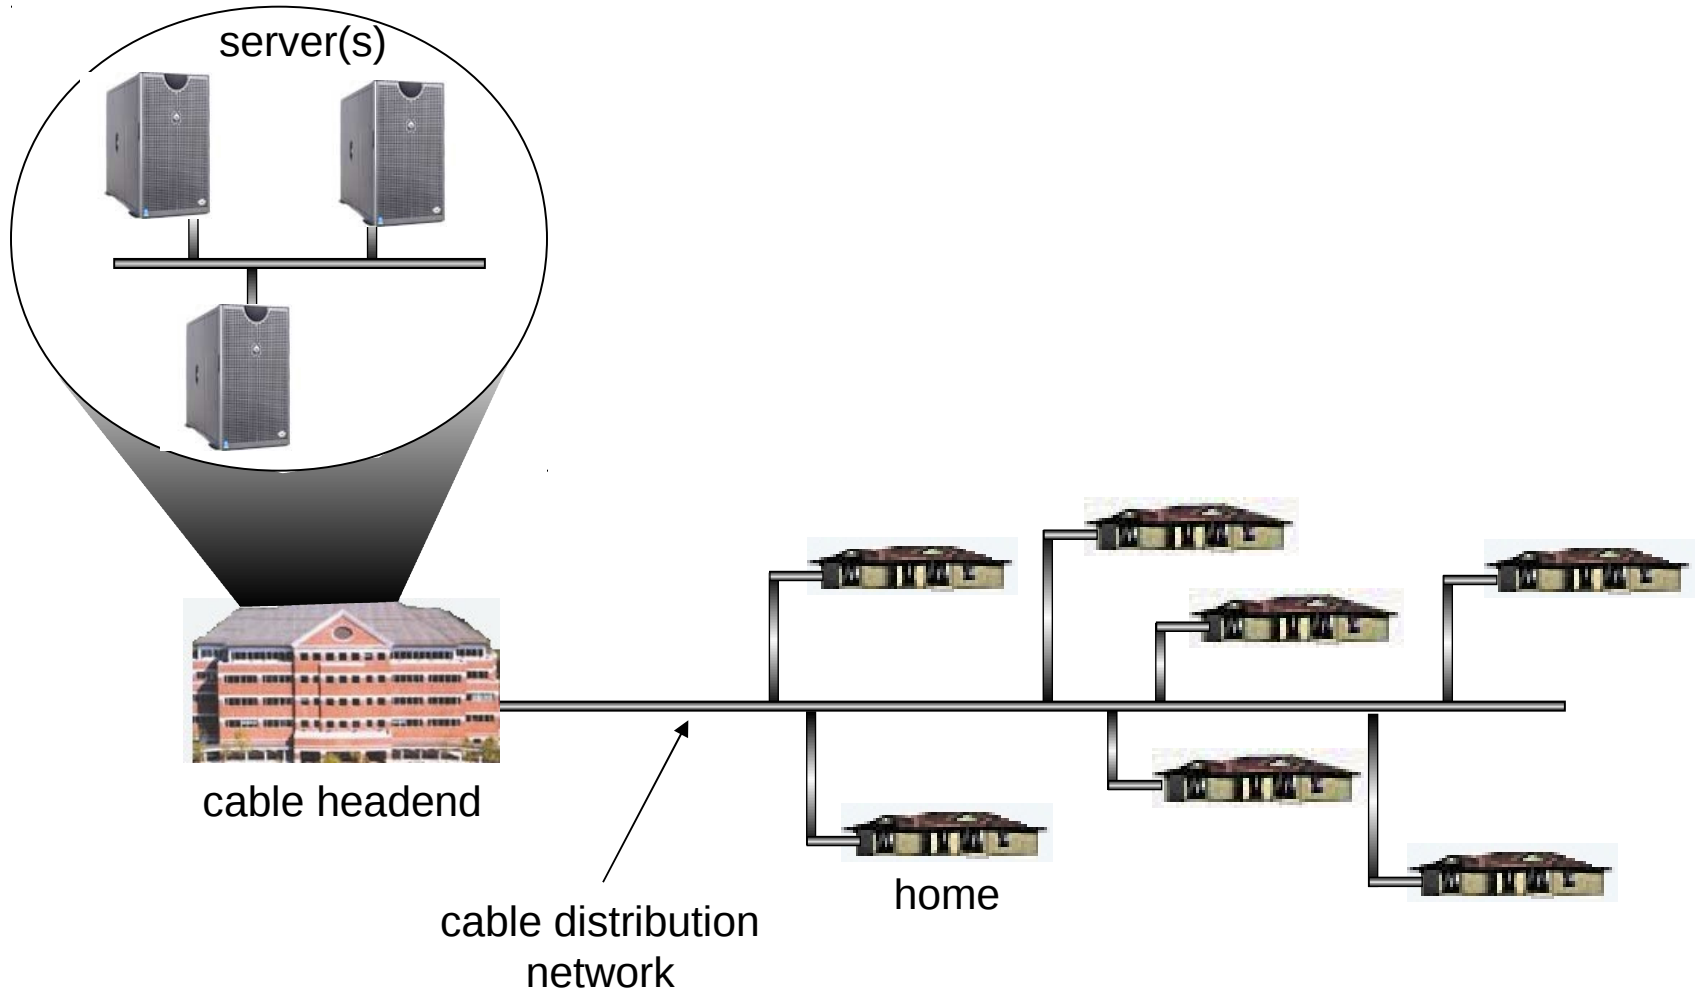 server(s)
cable headend
home
cable distribution
network